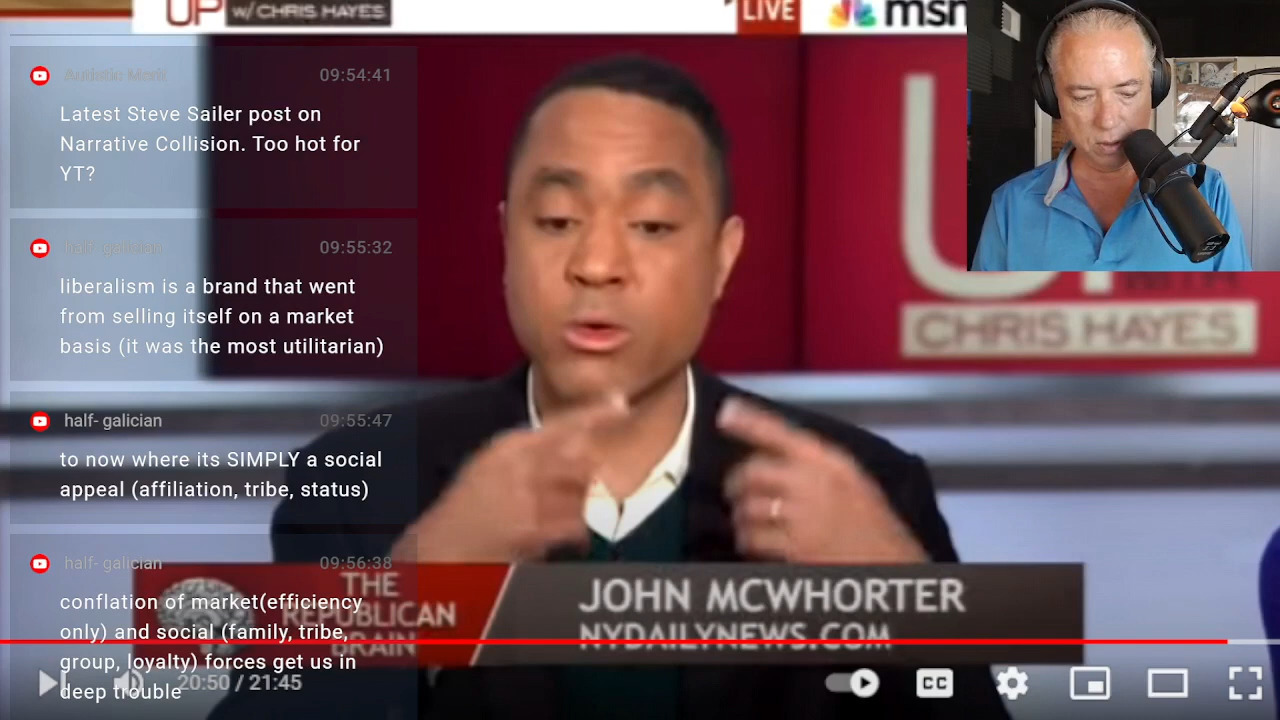 UP W/ CHRIS HAYES
LIVE
msn
Autistic Merit 09:54:41
Latest Steve Sailer post on
Narrative Collision. Too hot for
YT?
half- galician 09:55:32
liberalism is a brand that went
from selling itself on a market
basis (it was the most utilitarian)
half- galician 09:55:47
to now where its SIMPLY a social
appeal (affiliation, tribe, status)
half- galician 09:56:38
conflation of market(efficiency
only) and social (family, tribe,
group, loyalty) forces get us in
deep trouble
CHRIS HAYES
THE
REPUBLICAN
BRAIN
JOHN MCWHORTER
NYDAILYNEWS.COM
20:50 / 21:45
CC